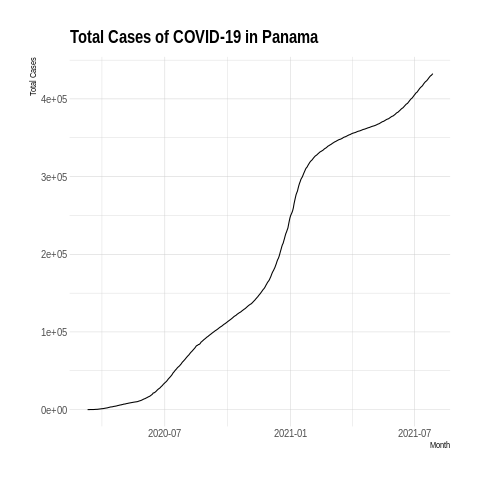 Total Cases of COVID-19 in Panama
Total Cases
4e+05
3e+05
2e+05
1e+05
0e+00
2020-07
2021-01
2021-07
Month